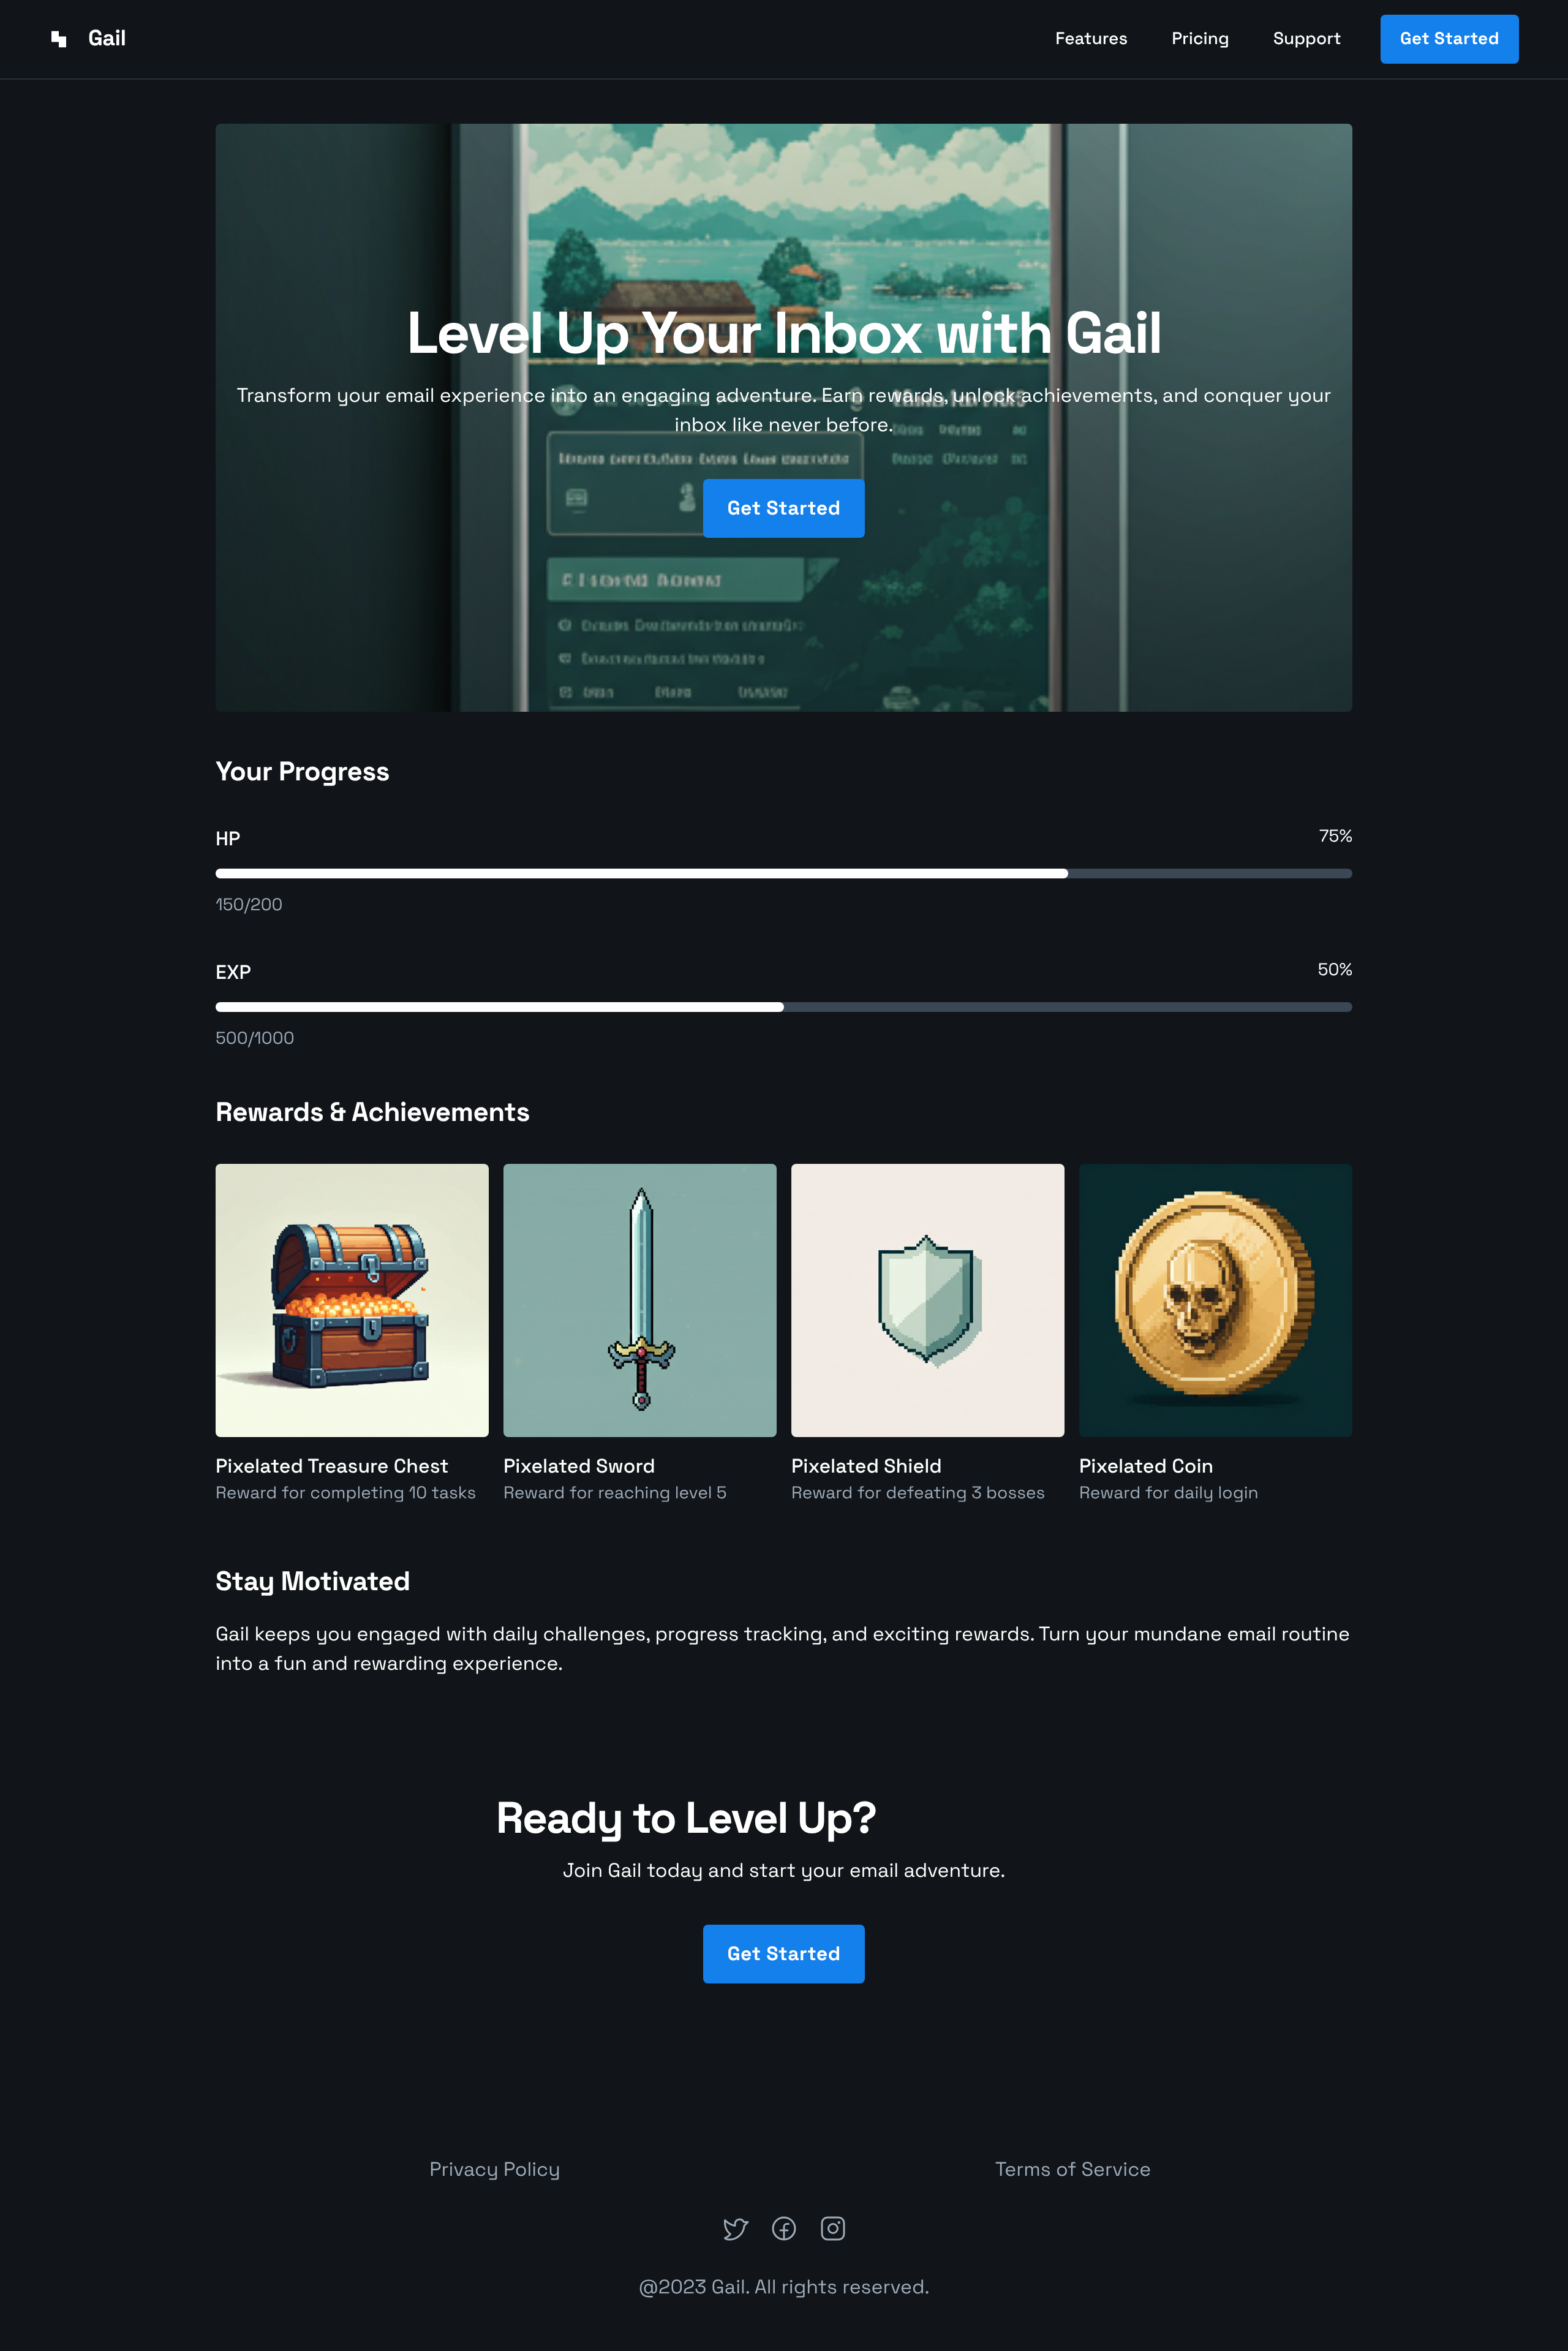 Gail
Features
Pricing
Support
Get Started
Level Up Your Inbox with Gail
Transform your email experience into an engaging adventure. Earn rewards, unlock achievements, and conquer your
inbox like never before.
Get Started
Your Progress
HP
75%
150/200
EXP
50%
500/1000
Rewards & Achievements
Pixelated Treasure Chest
Reward for completing 10 tasks
Pixelated Sword
Reward for reaching level 5
Pixelated Shield
Reward for defeating 3 bosses
Pixelated Coin
Reward for daily login
Stay Motivated
Gail keeps you engaged with daily challenges, progress tracking, and exciting rewards. Turn your mundane email routine
into a fun and rewarding experience.
Ready to Level Up?
Join Gail today and start your email adventure.
Get Started
Privacy Policy
Terms of Service
@2023 Gail. All rights reserved.